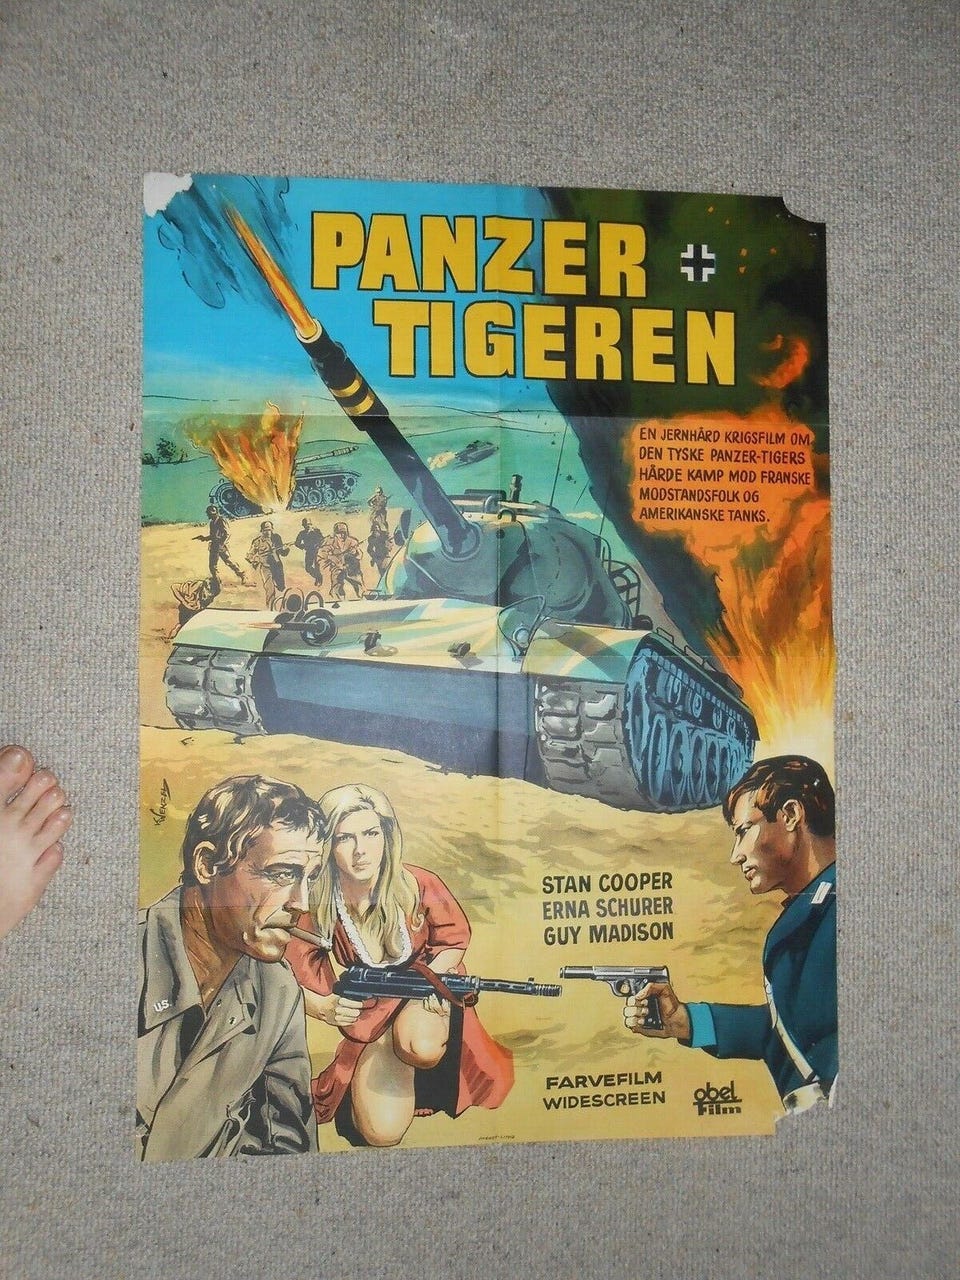 PANZER
TIGEREN
EN JERNHÅRD KRIGSFILM OM
DEN TYSKE PANZER-TIGERS
HÅRDE KAMP MOD FRANSKE
MODSTANDSFOLK OG
AMERIKANSKE TANKS.
K WENZEL
STAN COOPER
ERNA SCHURER
GUY MADISON
U.S.
FARVEFILM
WIDESCREEN
obel
Film